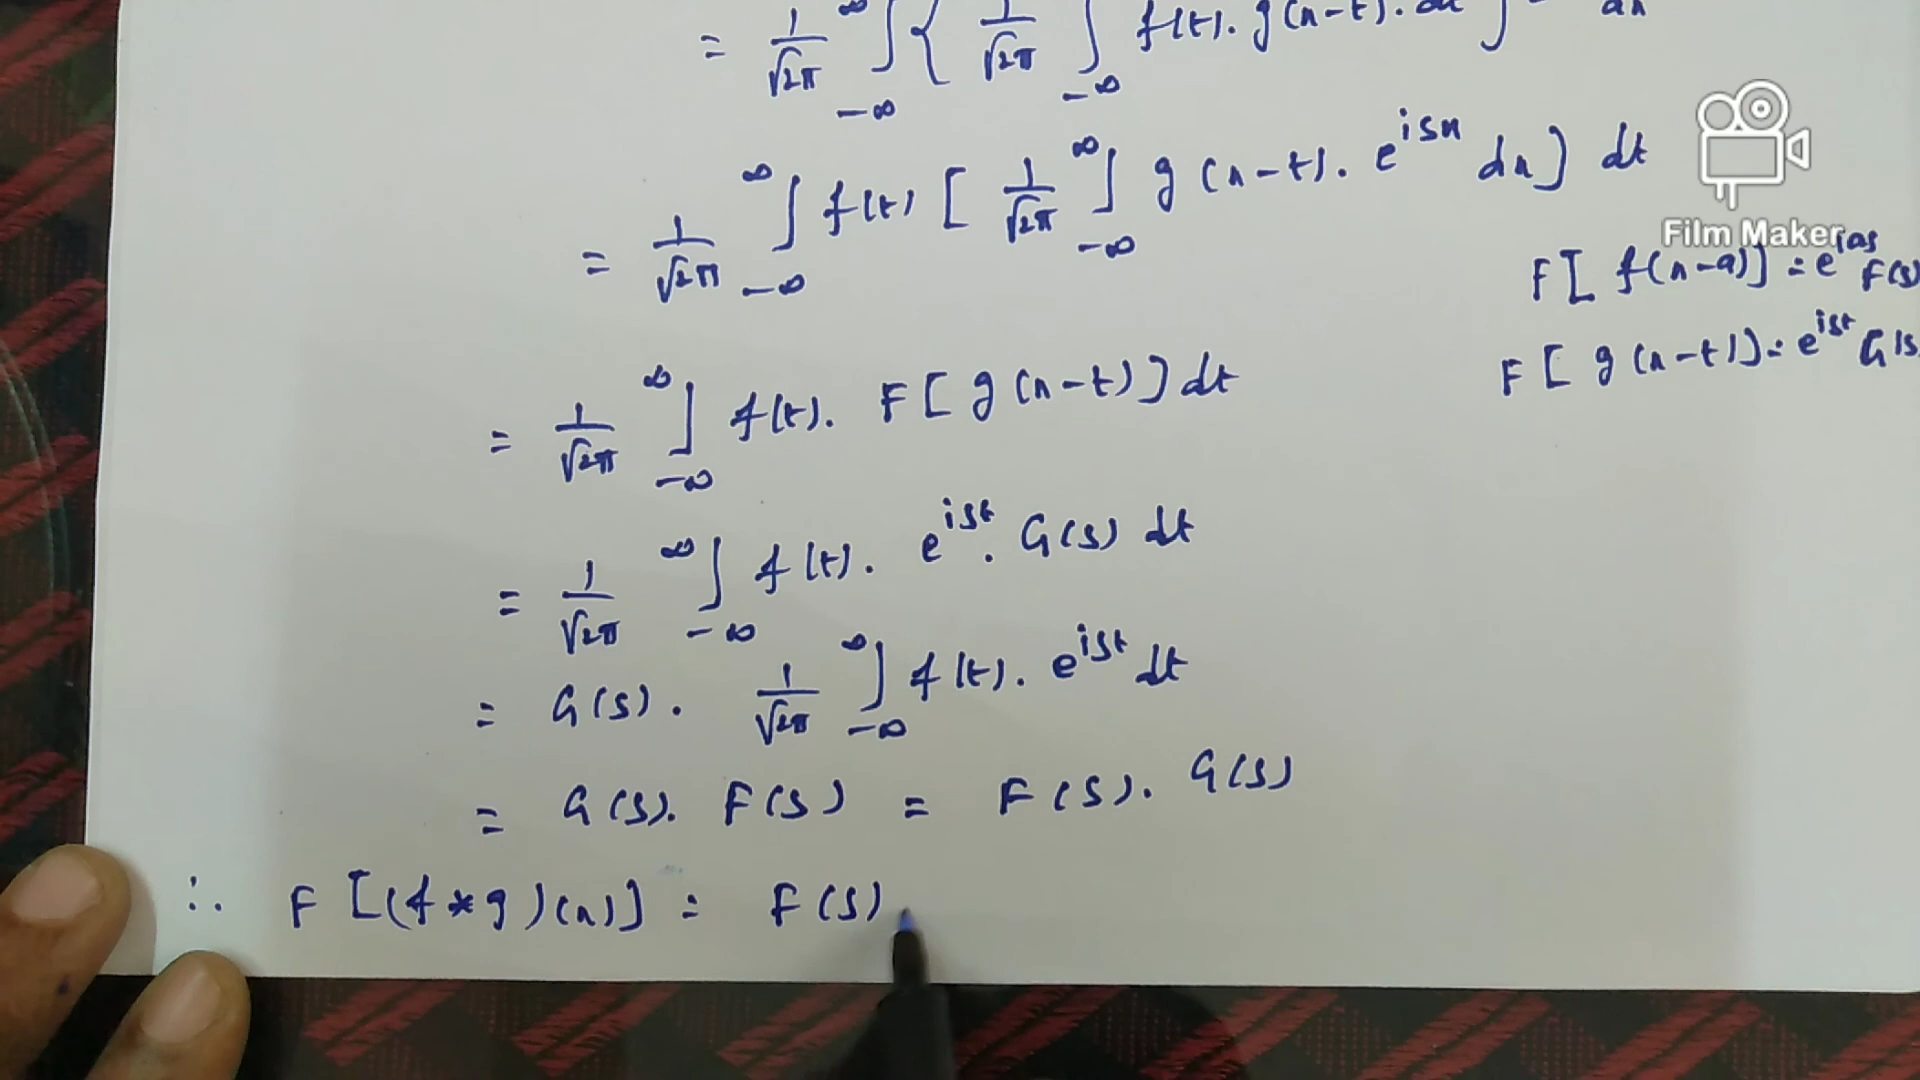 = 1/√2π ∫_{-∞}^{∞} { 1/√2π ∫_{-∞} f(t). g(x-t). dt } dx
= 1/√2π ∫_{-∞}^{∞} f(t) [ 1/√2π ∫_{-∞}^{∞} g(x-t). e^{isx} dx ] dt
Film Maker
F[ f(x-a)] = e^{ias} F(s)
F[ g(x-t)] = e^{ist} G(s
= 1/√2π ∫_{-∞}^{∞} f(t). F[ g(x-t)] dt
= 1/√2π ∫_{-∞}^{∞} f(t). e^{ist}. G(s) dt
= G(s). 1/√2π ∫_{-∞}^{∞} f(t). e^{ist} dt
= G(s). F(s) = F(s). G(s)
∴ F[(f*g)(x)] = F(s)